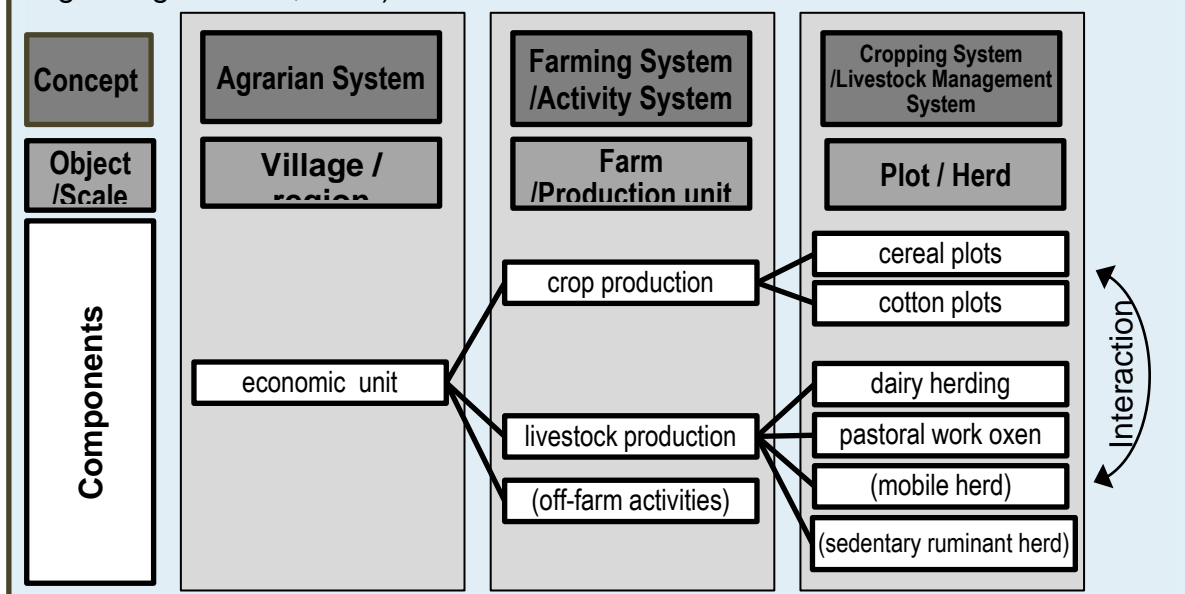 Concept
Agrarian System
Farming System
/Activity System
Cropping System
/Livestock Management
System
Object
/Scale
Village /
region
Farm
/Production unit
Plot / Herd
Components
economic unit
crop production
livestock production
(off-farm activities)
cereal plots
cotton plots
dairy herding
pastoral work oxen
(mobile herd)
(sedentary ruminant herd)
Interaction